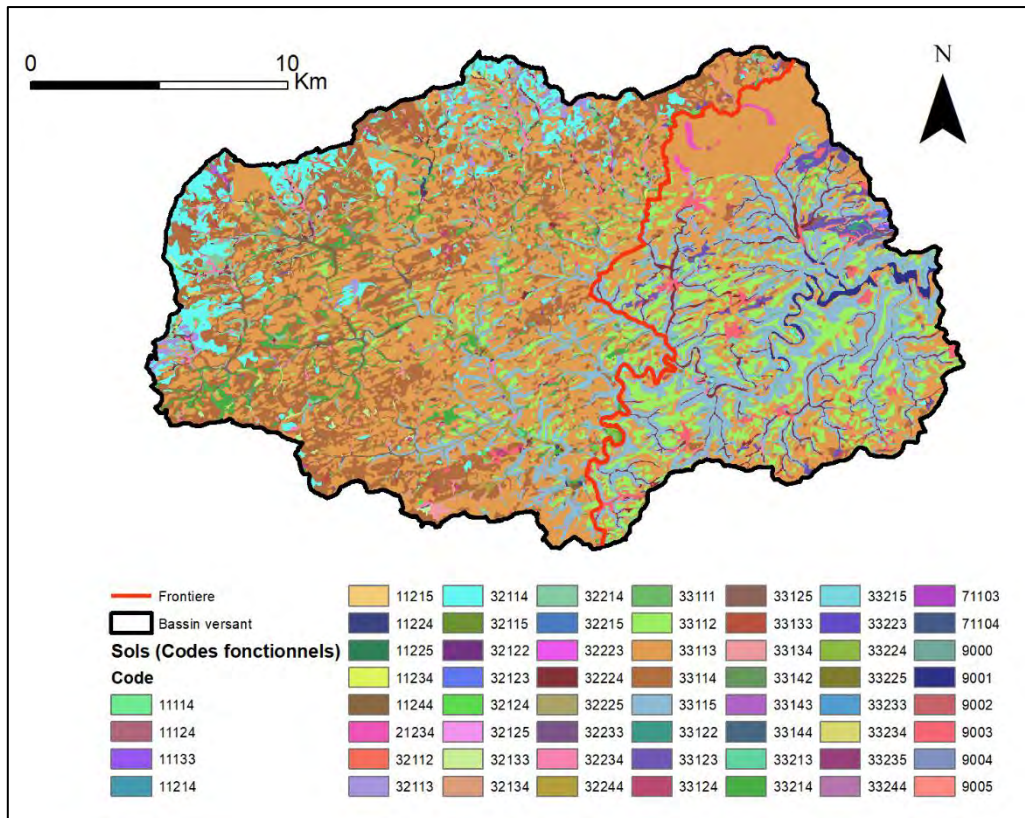 0 10
Km
N
Frontiere
Bassin versant
Sols (Codes fonctionnels)
Code
11114
11124
11133
11214
11215 32114 32214 33111 33125 33215 71103
11224 32115 32215 33112 33133 33223 71104
11225 32122 32223 33113 33134 33224 9000
11234 32123 32224 33114 33142 33225 9001
11244 32124 32225 33115 33143 33233 9002
21234 32125 32233 33122 33144 33234 9003
32112 32133 32234 33123 33213 33235 9004
32113 32134 32244 33124 33214 33244 9005